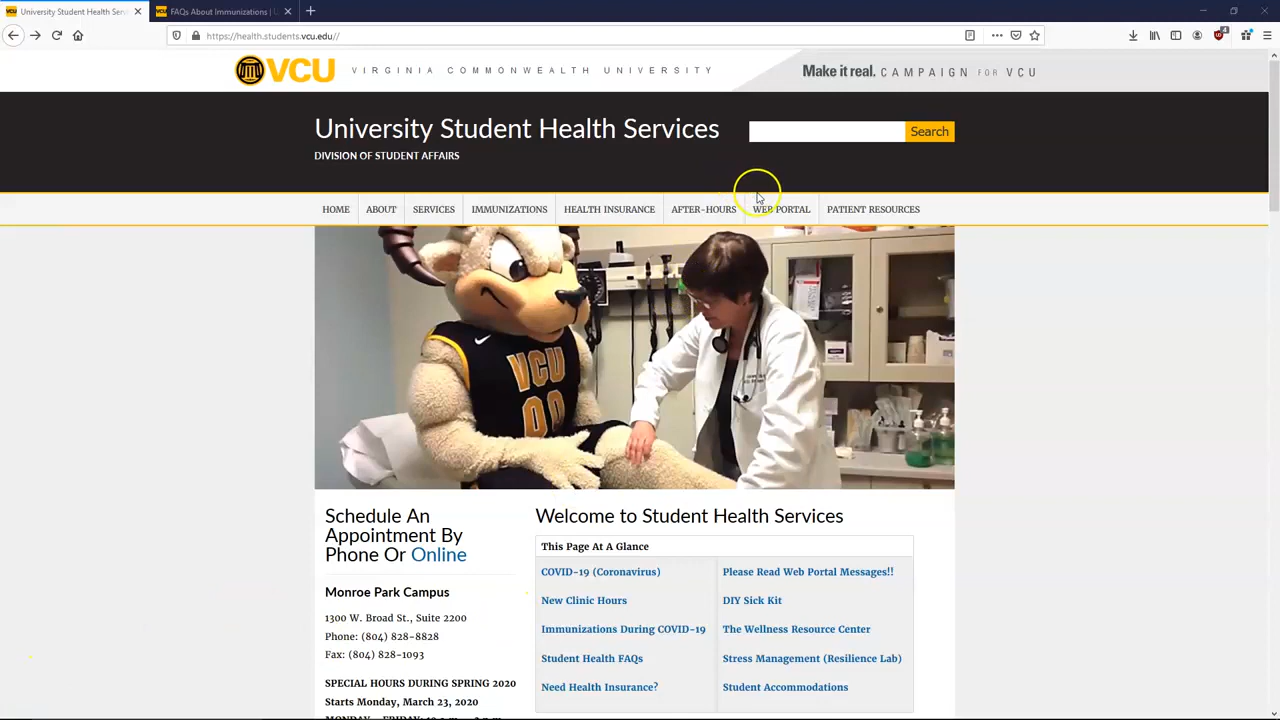 University Student Health Serv
FAQs About Immunizations | U
https://health.students.vcu.edu//
4
VCU VIRGINIA COMMONWEALTH UNIVERSITY
Make it real. CAMPAIGN FOR VCU
University Student Health Services
Search
DIVISION OF STUDENT AFFAIRS
HOME ABOUT SERVICES IMMUNIZATIONS HEALTH INSURANCE AFTER-HOURS WEB PORTAL PATIENT RESOURCES
VCU
00
Schedule An
Appointment By
Phone Or Online
Monroe Park Campus
1300 W. Broad St., Suite 2200
Phone: (804) 828-8828
Fax: (804) 828-1093
SPECIAL HOURS DURING SPRING 2020
Starts Monday, March 23, 2020
Welcome to Student Health Services
This Page At A Glance
COVID-19 (Coronavirus)
New Clinic Hours
Immunizations During COVID-19
Student Health FAQs
Need Health Insurance?
Please Read Web Portal Messages!!
DIY Sick Kit
The Wellness Resource Center
Stress Management (Resilience Lab)
Student Accommodations